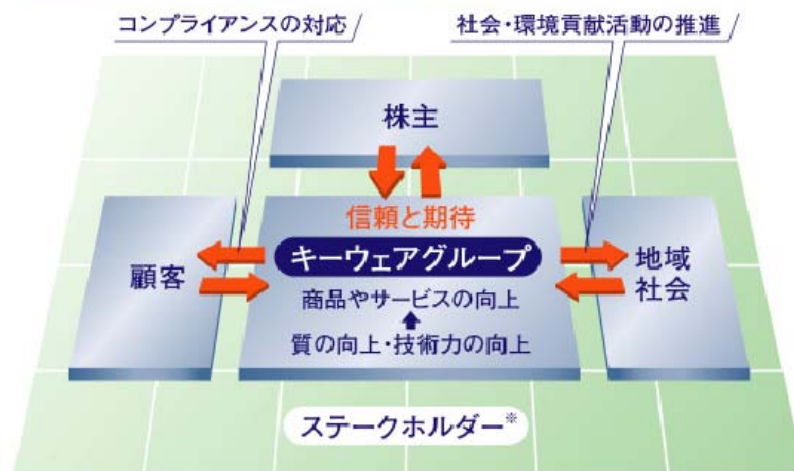 コンプライアンスの対応
社会・環境貢献活動の推進
株主
信頼と期待
キーウェアグループ
顧客
地域
社会
商品やサービスの向上
質の向上・技術力の向上
ステークホルダー※